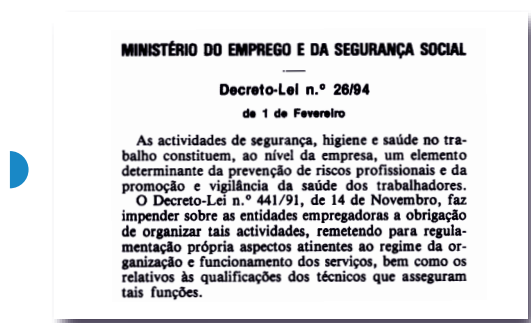 MINISTÉRIO DO EMPREGO E DA SEGURANÇA SOCIAL
Decreto-Lei n.º 26/94
de 1 de Fevereiro
As actividades de segurança, higiene e saúde no tra-
balho constituem, ao nível da empresa, um elemento
determinante da prevenção de riscos profissionais e da
promoção e vigilância da saúde dos trabalhadores.
O Decreto-Lei n.º 441/91, de 14 de Novembro, faz
impender sobre as entidades empregadoras a obrigação
de organizar tais actividades, remetendo para regula-
mentação própria aspectos atinentes ao regime da or-
ganização e funcionamento dos serviços, bem como os
relativos às qualificações dos técnicos que asseguram
tais funções.